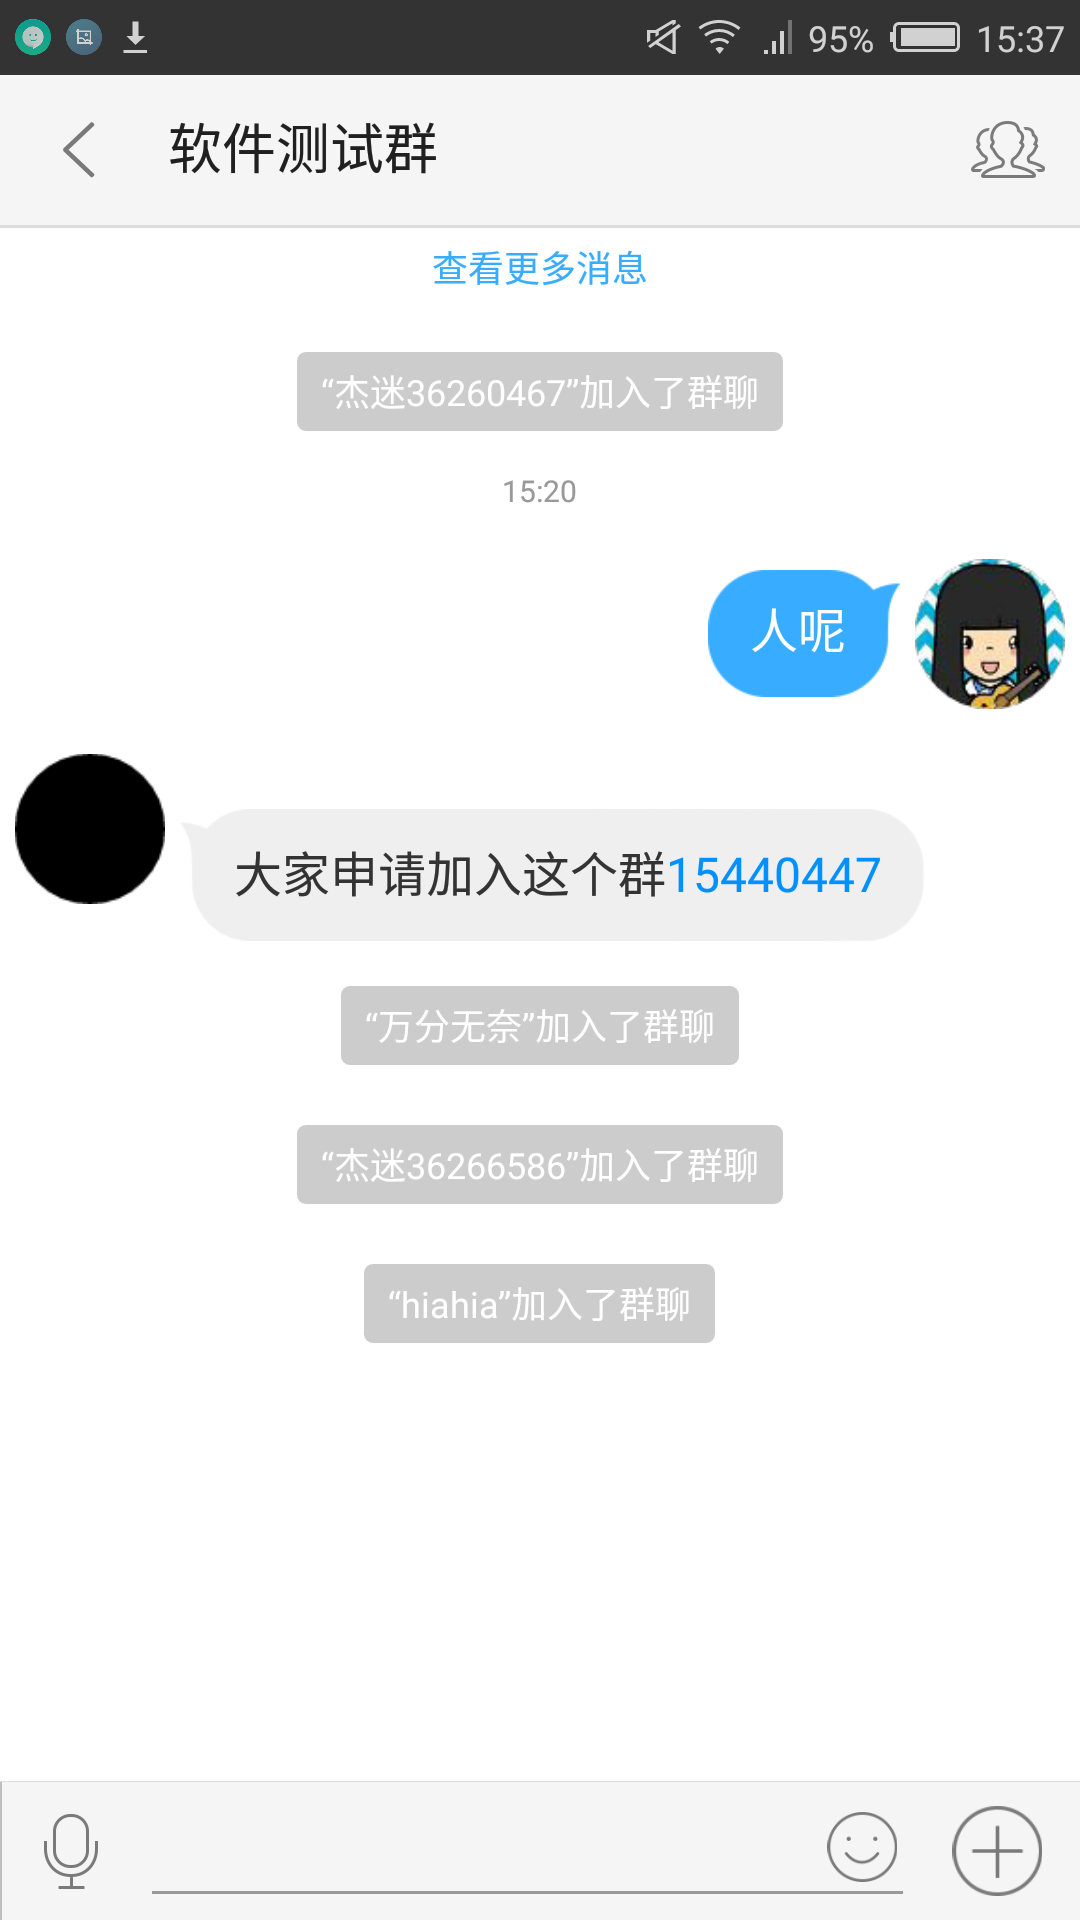 95% 15:37
软件测试群
查看更多消息
“杰迷36260467”加入了群聊
15:20
人呢
大家申请加入这个群15440447
“万分无奈”加入了群聊
“杰迷36266586”加入了群聊
“hiahia”加入了群聊